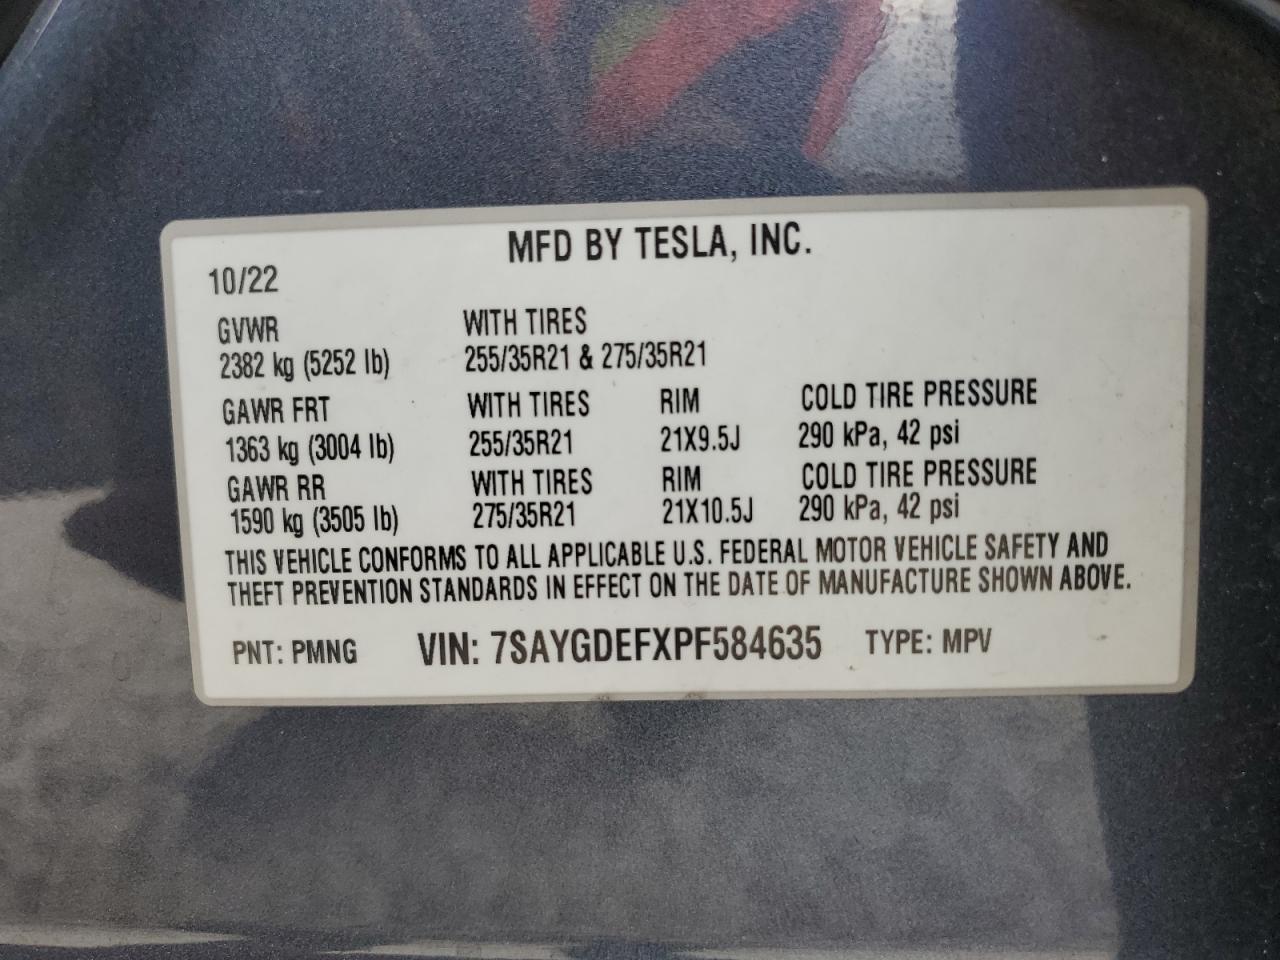 MFD BY TESLA, INC.
10/22
GVWR WITH TIRES
2382 kg (5252 lb) 255/35R21 & 275/35R21
GAWR FRT WITH TIRES RIM COLD TIRE PRESSURE
1363 kg (3004 lb) 255/35R21 21X9.5J 290 kPa, 42 psi
GAWR RR WITH TIRES RIM COLD TIRE PRESSURE
1590 kg (3505 lb) 275/35R21 21X10.5J 290 kPa, 42 psi
THIS VEHICLE CONFORMS TO ALL APPLICABLE U.S. FEDERAL MOTOR VEHICLE SAFETY AND
THEFT PREVENTION STANDARDS IN EFFECT ON THE DATE OF MANUFACTURE SHOWN ABOVE.
PNT: PMNG VIN: 7SAYGDEFXPF584635 TYPE: MPV